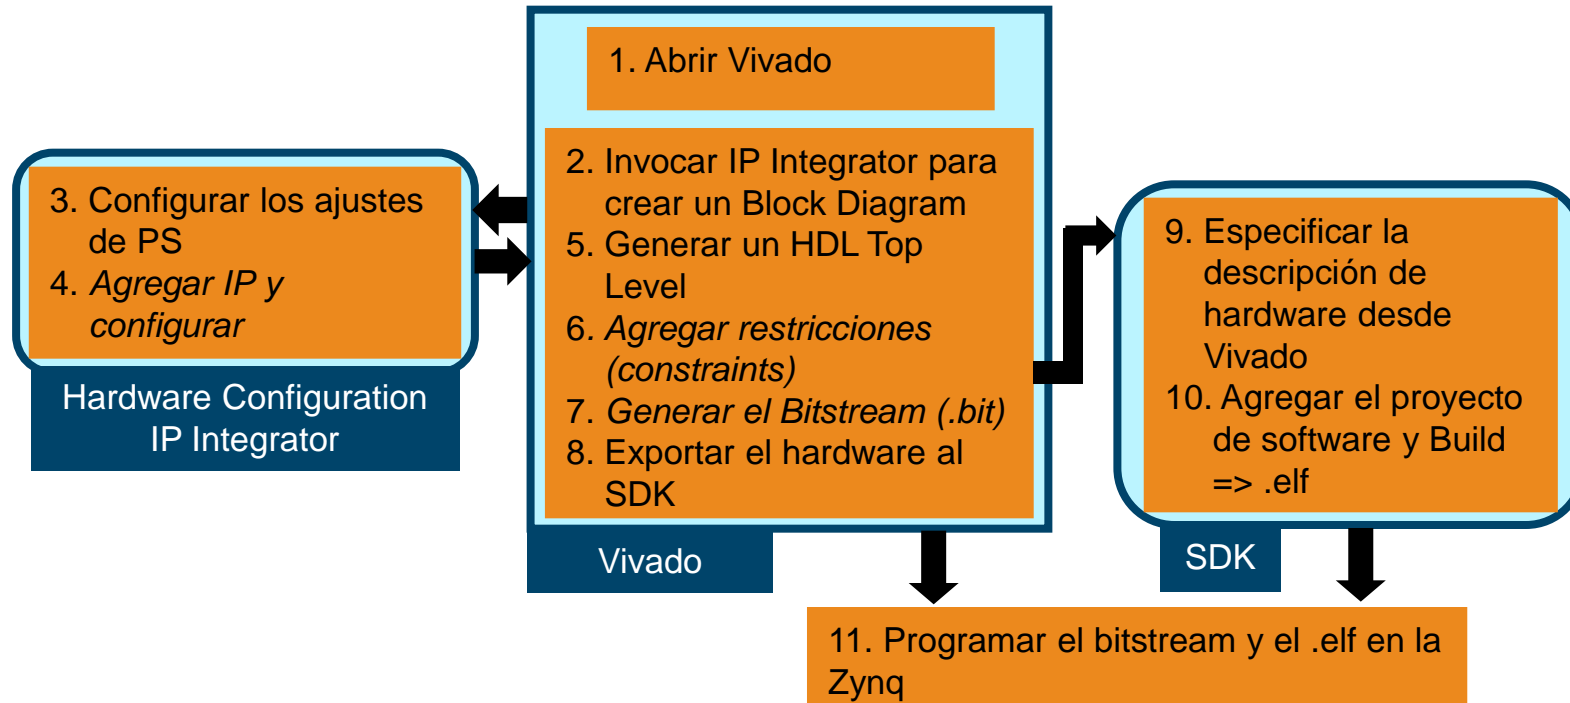 1. Abrir Vivado
2. Invocar IP Integrator para
crear un Block Diagram
5. Generar un HDL Top
Level
6. Agregar restricciones
(constraints)
7. Generar el Bitstream (.bit)
8. Exportar el hardware al
SDK
Vivado
3. Configurar los ajustes
de PS
4. Agregar IP y
configurar
Hardware Configuration
IP Integrator
9. Especificar la
descripción de
hardware desde
Vivado
10. Agregar el proyecto
de software y Build
=> .elf
SDK
11. Programar el bitstream y el .elf en la
Zynq